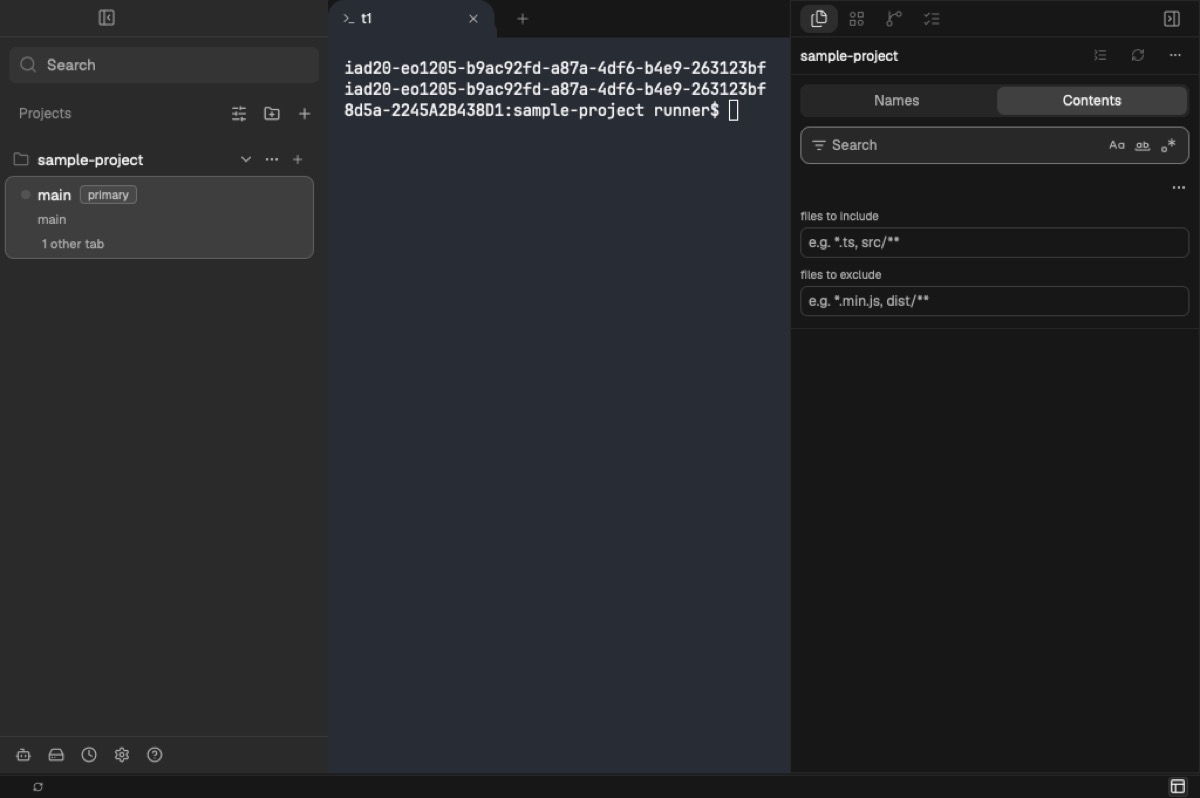 Search
Projects
sample-project
main primary
main
1 other tab
t1
iad20-eo1205-b9ac92fd-a87a-4df6-b4e9-263123bf
iad20-eo1205-b9ac92fd-a87a-4df6-b4e9-263123bf
8d5a-2245A2B438D1:sample-project runner$
sample-project
Names Contents
Search Aa ab
files to include
e.g. *.ts, src/**
files to exclude
e.g. *.min.js, dist/**